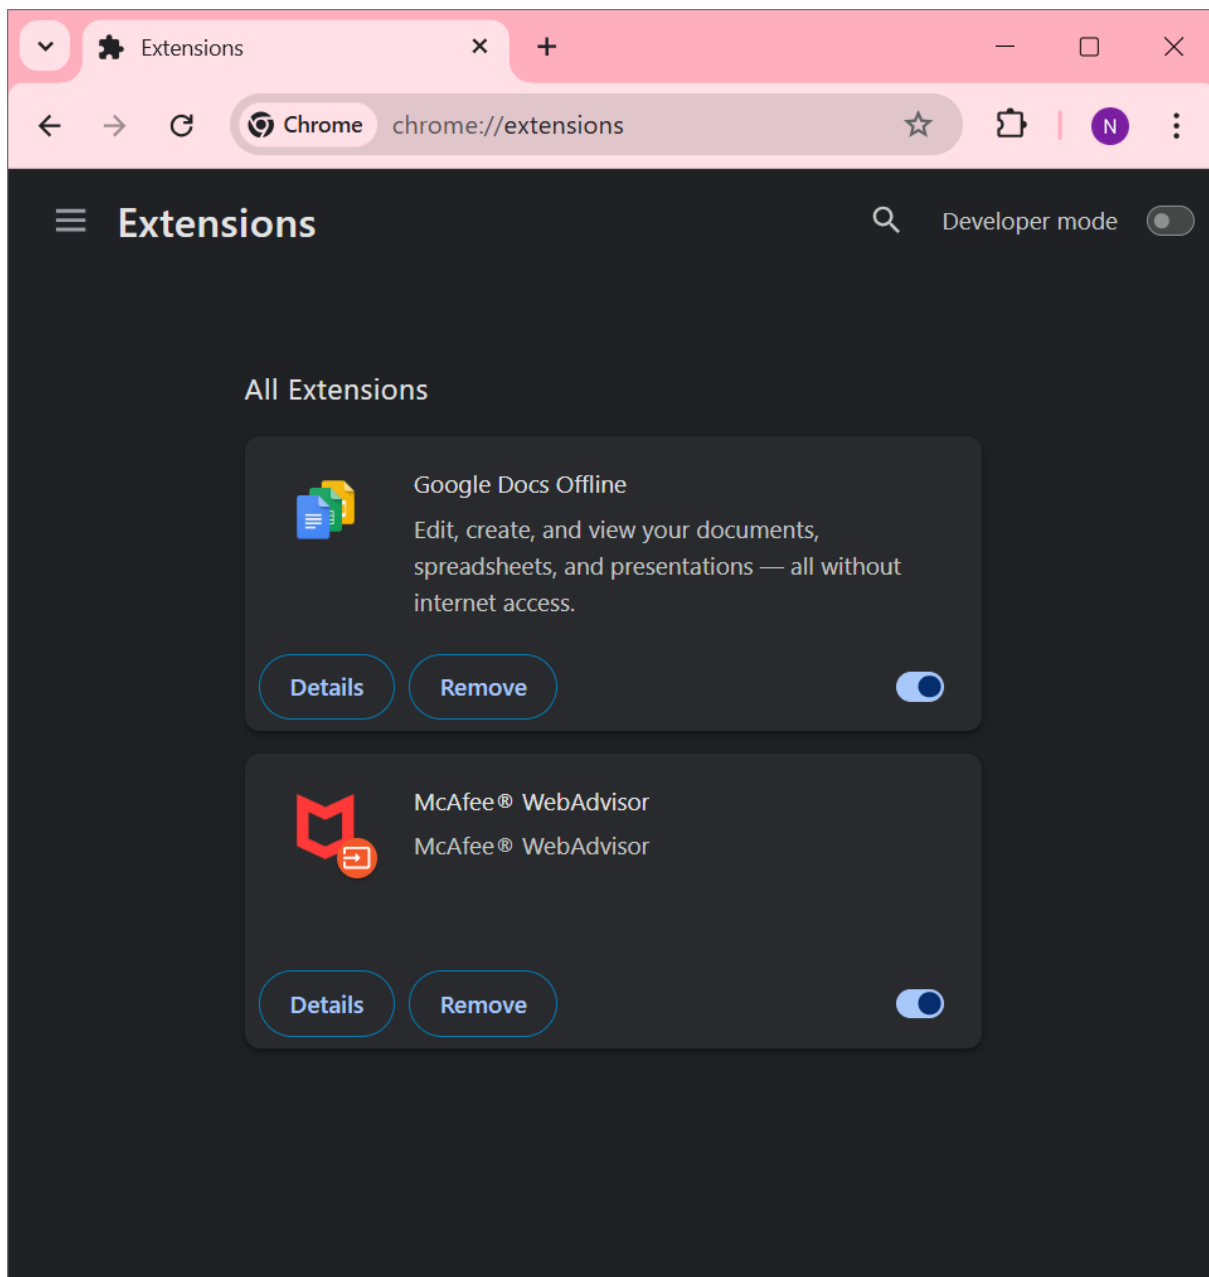 Extensions
Chrome chrome://extensions
N
Extensions
Developer mode
All Extensions
Google Docs Offline
Edit, create, and view your documents,
spreadsheets, and presentations — all without
internet access.
Details Remove
McAfee® WebAdvisor
McAfee® WebAdvisor
Details Remove